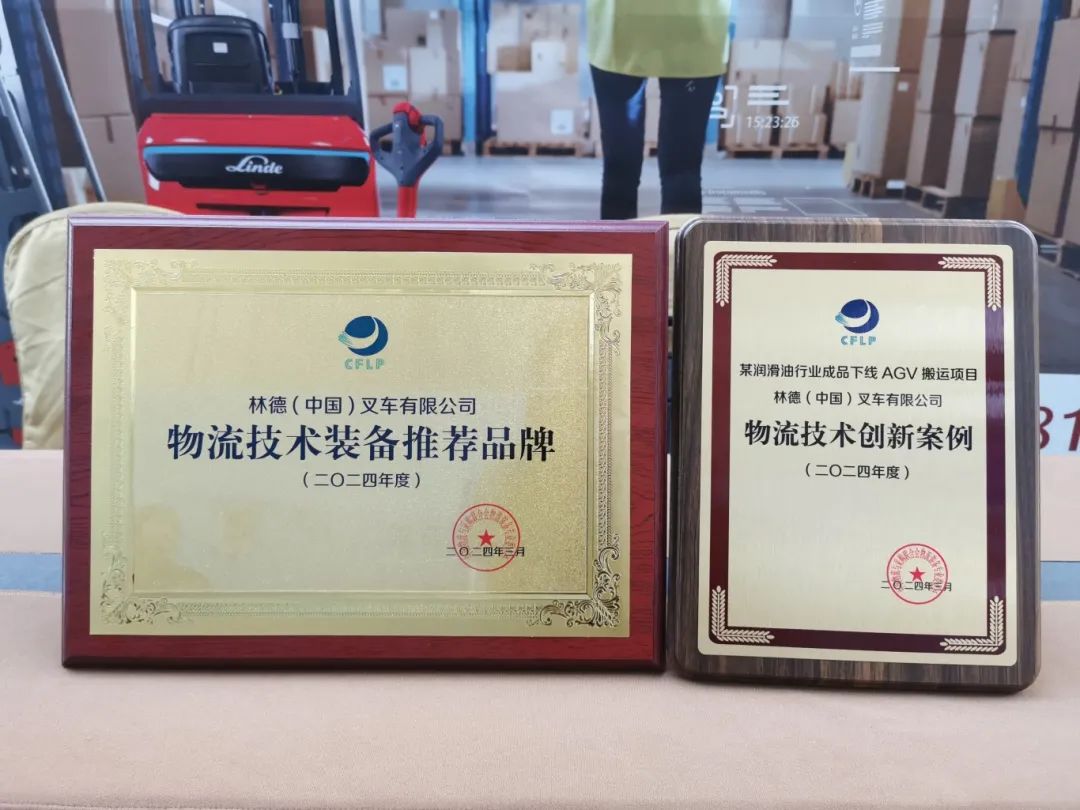 Linde
15:23:26
CFLP
林德（中国）叉车有限公司
物流技术装备推荐品牌
（二〇二四年度）
二〇二四年三月
CFLP
某润滑油行业成品下线 AGV 搬运项目
林德（中国）叉车有限公司
物流技术创新案例
（二〇二四年度）
二〇二四年三月